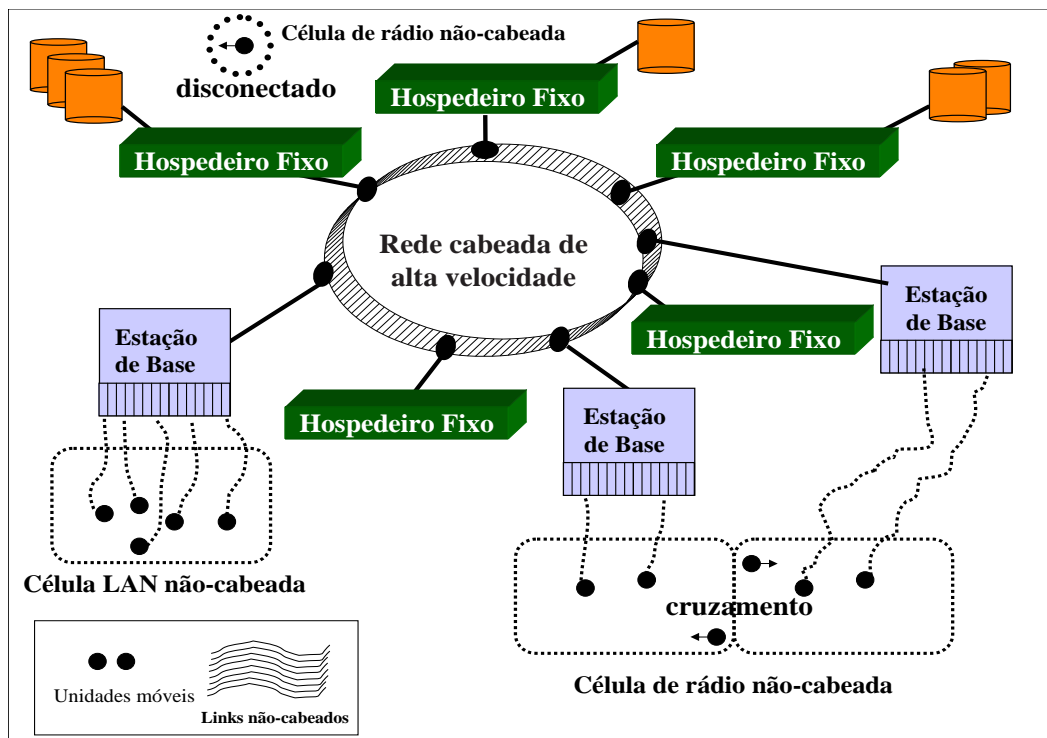 Célula de rádio não-cabeada
disconectado
Hospedeiro Fixo
Hospedeiro Fixo
Hospedeiro Fixo
Rede cabeada de
alta velocidade
Estação
de Base
Estação
de Base
Hospedeiro Fixo
Hospedeiro Fixo
Estação
de Base
Célula LAN não-cabeada
cruzamento
Célula de rádio não-cabeada
Unidades móveis
Links não-cabeados